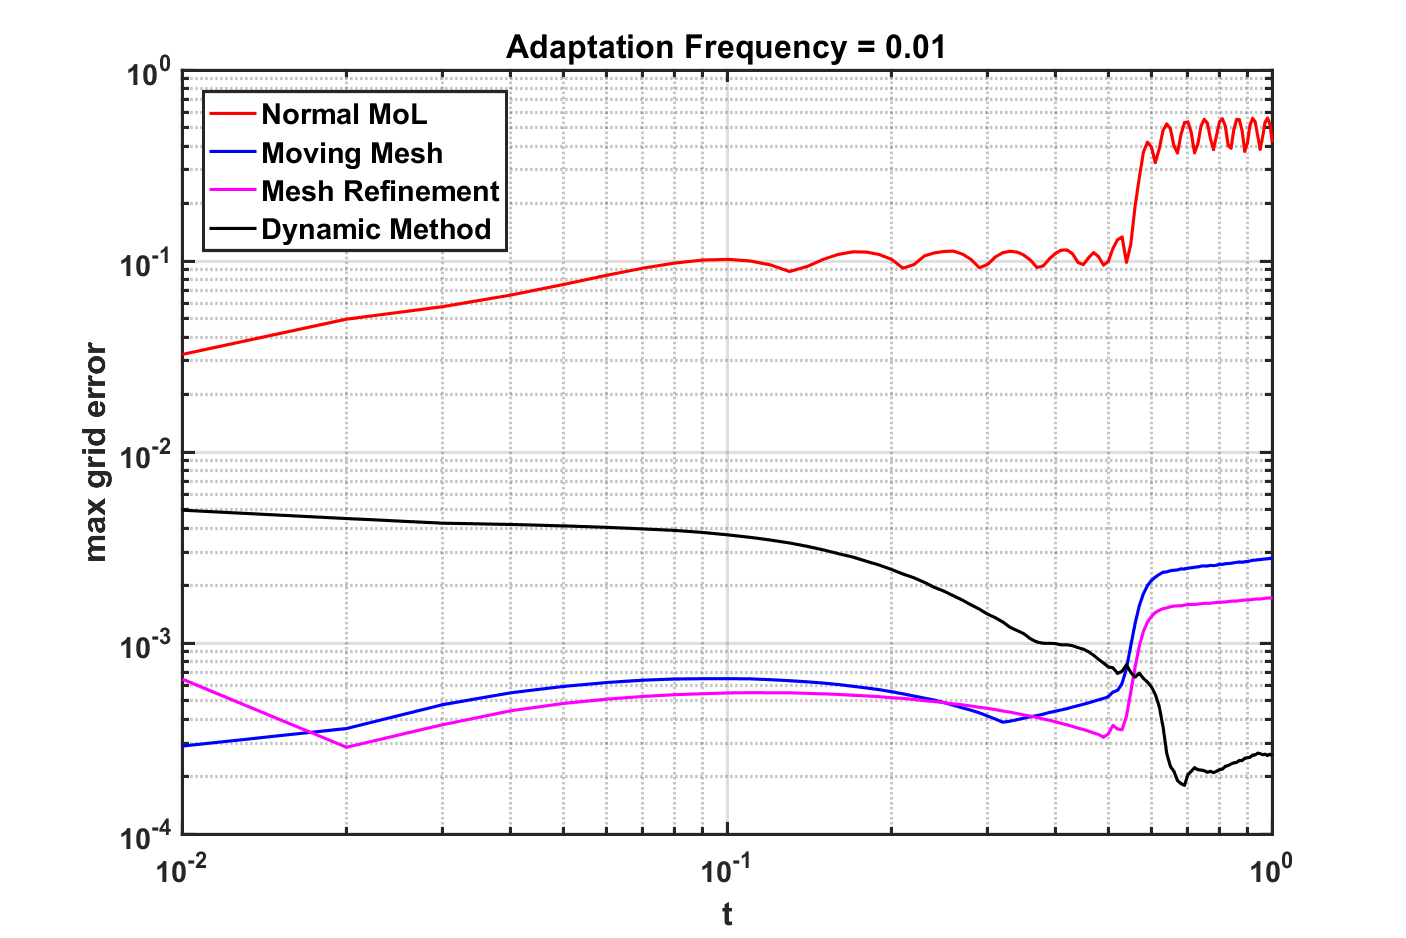 Adaptation Frequency = 0.01
10^0
Normal MoL
Moving Mesh
Mesh Refinement
Dynamic Method
10^-1
10^-2
max grid error
10^-3
10^-4
10^-2 10^-1 10^0
t